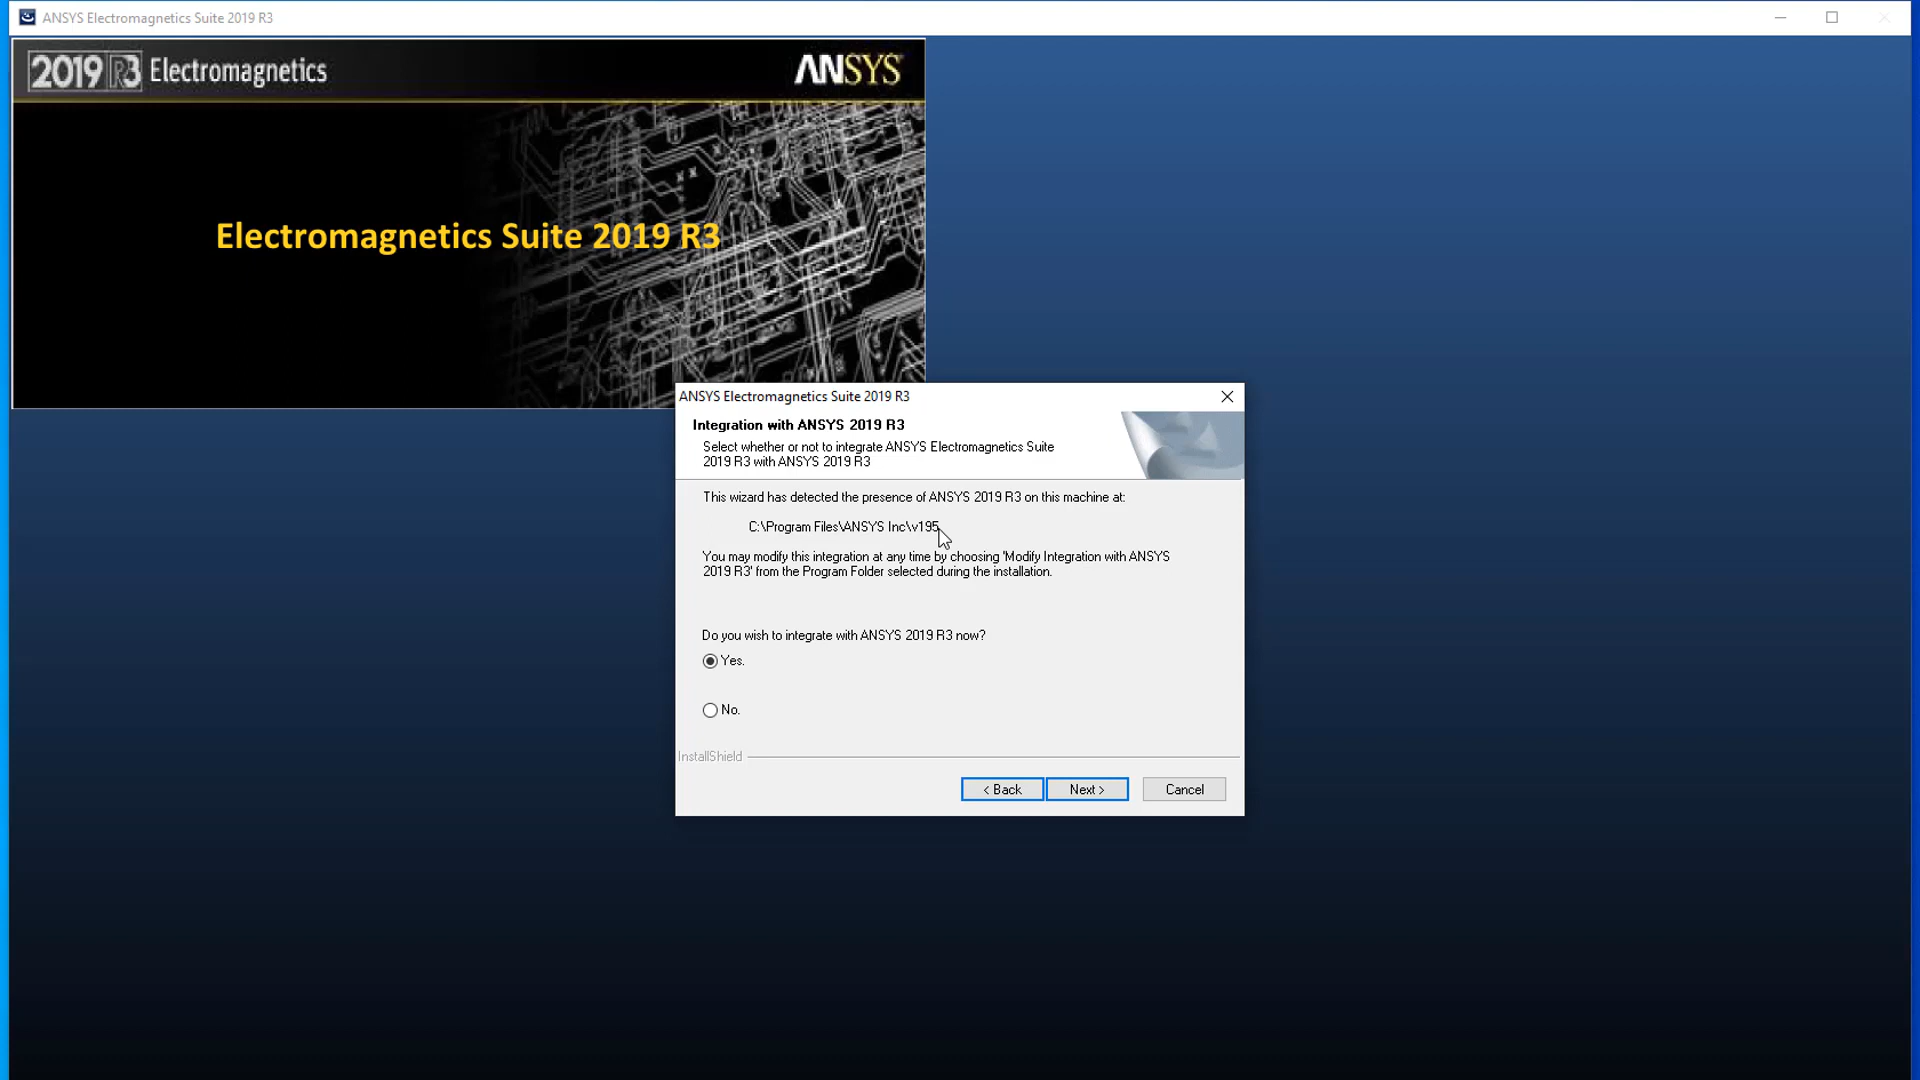 ANSYS Electromagnetics Suite 2019 R3
2019 R3 Electromagnetics
ANSYS
Electromagnetics Suite 2019 R3
ANSYS Electromagnetics Suite 2019 R3
Integration with ANSYS 2019 R3
Select whether or not to integrate ANSYS Electromagnetics Suite
2019 R3 with ANSYS 2019 R3
This wizard has detected the presence of ANSYS 2019 R3 on this machine at:
C:\Program Files\ANSYS Inc\v195
You may modify this integration at any time by choosing 'Modify Integration with ANSYS
2019 R3' from the Program Folder selected during the installation.
Do you wish to integrate with ANSYS 2019 R3 now?
Yes.
No.
InstallShield
< Back
Next >
Cancel